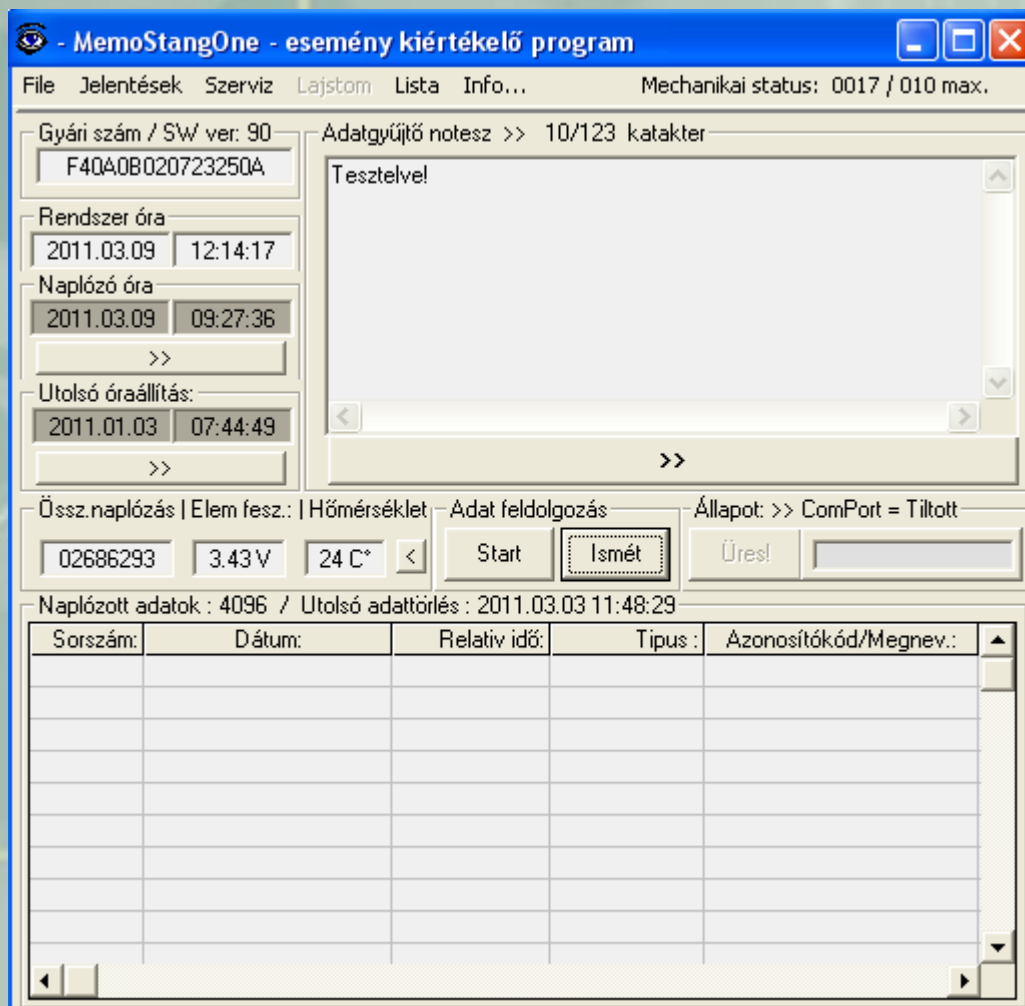 - MemoStangOne - esemény kiértékelő program
File Jelentések Szerviz Lajstom Lista Info... Mechanikai status: 0017 / 010 max.
Gyári szám / SW ver: 90
F40A0B020723250A
Adatgyűjtő notesz >> 10/123 katakter
Tesztelve!
Rendszer óra
2011.03.09 12:14:17
Naplózó óra
2011.03.09 09:27:36
>>
Utolsó óraállítás:
2011.01.03 07:44:49
>>
>>
Össz.naplózás | Elem fesz.: | Hőmérséklet
02686293 3.43 V 24 C° <
Adat feldolgozás
Start Ismét
Állapot: >> ComPort = Tiltott
Üres!
Naplózott adatok : 4096 / Utolsó adattörlés : 2011.03.03 11:48:29
Sorszám: Dátum: Relativ idő: Tipus : Azonosítókód/Megnev.: